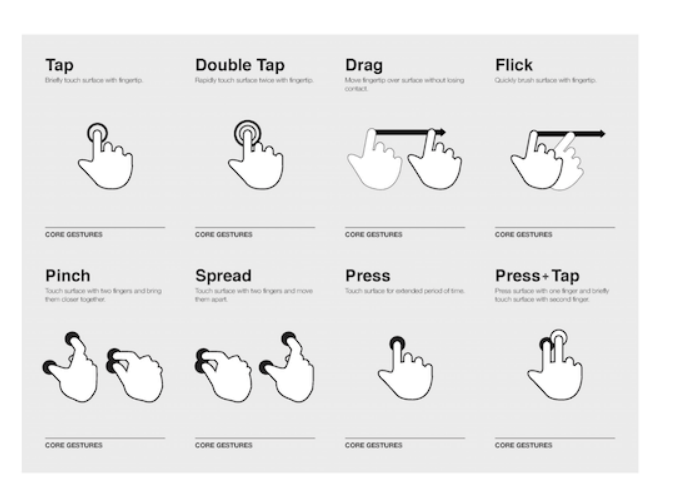 Tap
Briefly touch surface with fingertip.
Double Tap
Rapidly touch surface twice with fingertip.
Drag
Move fingertip over surface without losing
contact.
Flick
Quickly brush surface with fingertip.
CORE GESTURES
CORE GESTURES
CORE GESTURES
CORE GESTURES
Pinch
Touch surface with two fingers and bring
them closer together.
Spread
Touch surface with two fingers and move
them apart.
Press
Touch surface for extended period of time.
Press+Tap
Press surface with one finger and briefly
touch surface with second finger.
CORE GESTURES
CORE GESTURES
CORE GESTURES
CORE GESTURES